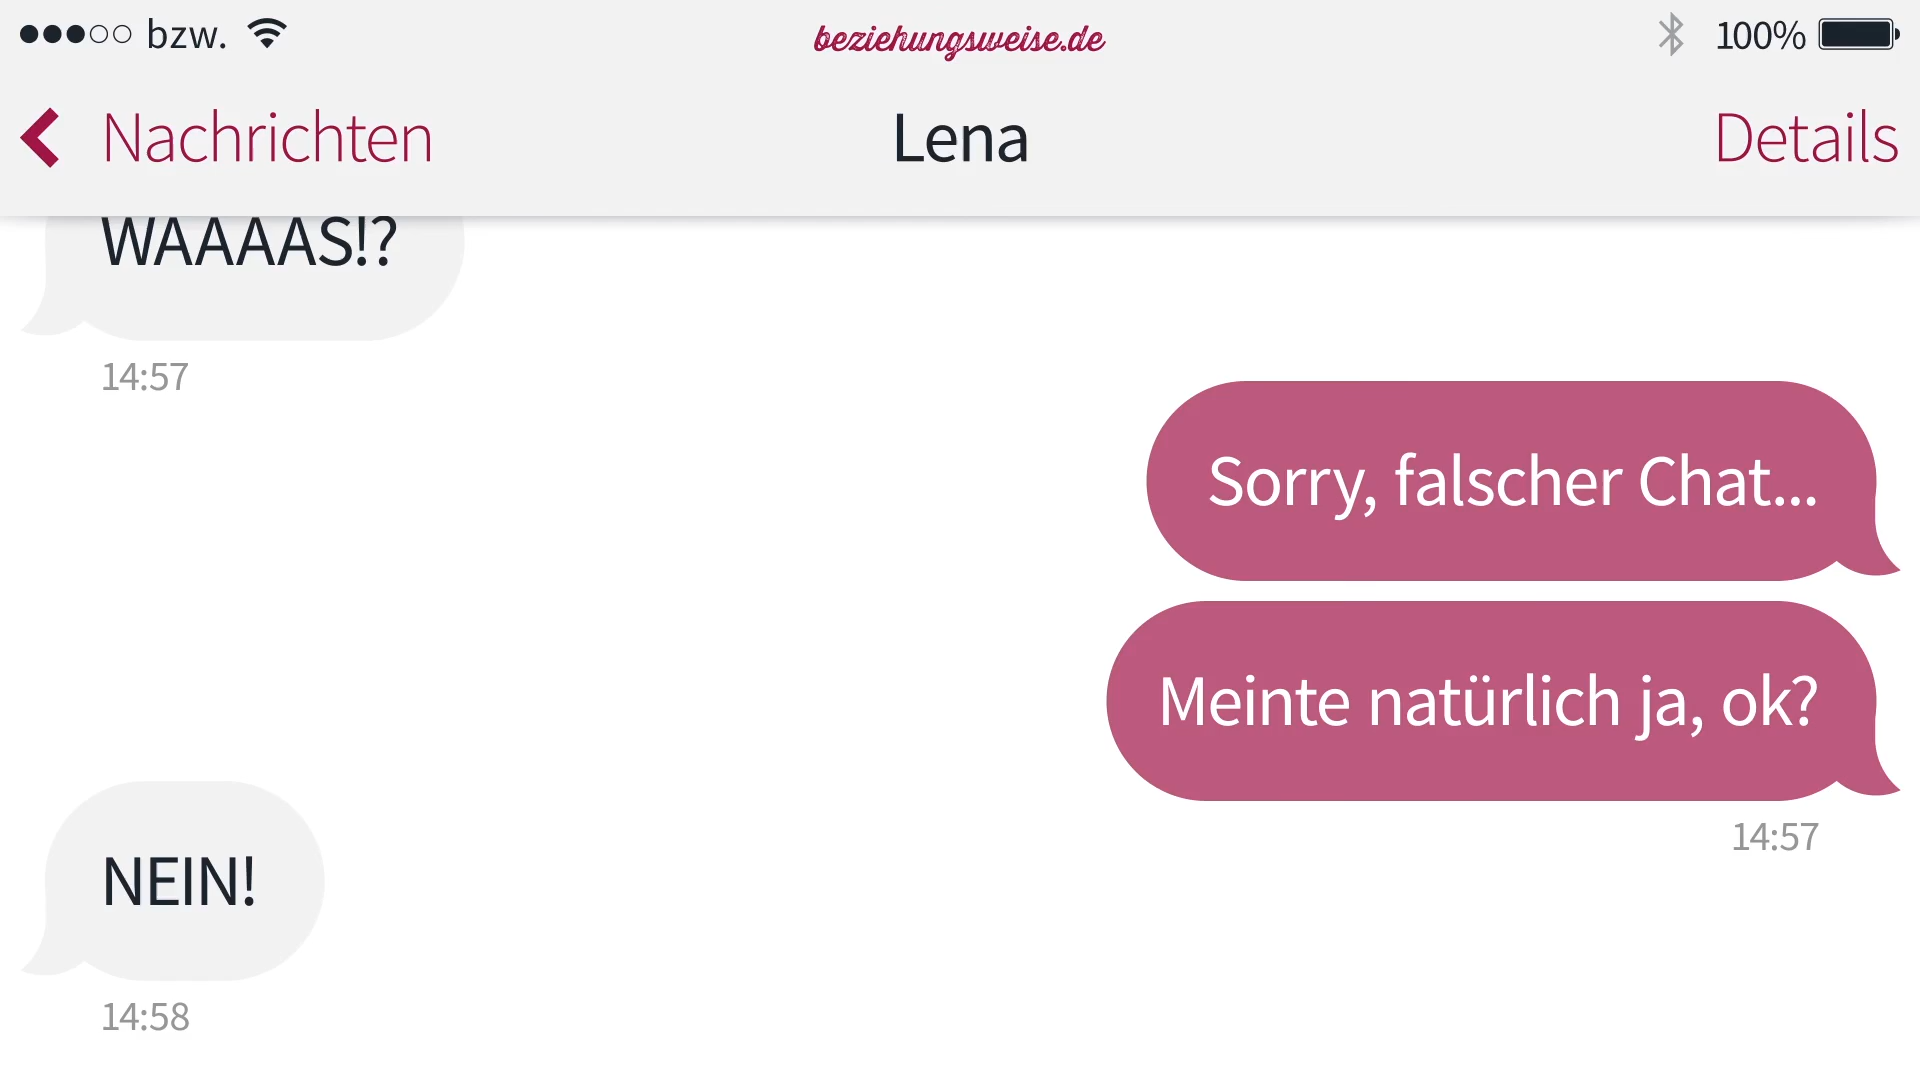 bzw.
beziehungsweise.de
100%
Nachrichten
Lena
Details
WAAAAS!?
14:57
Sorry, falscher Chat...
Meinte natürlich ja, ok?
14:57
NEIN!
14:58